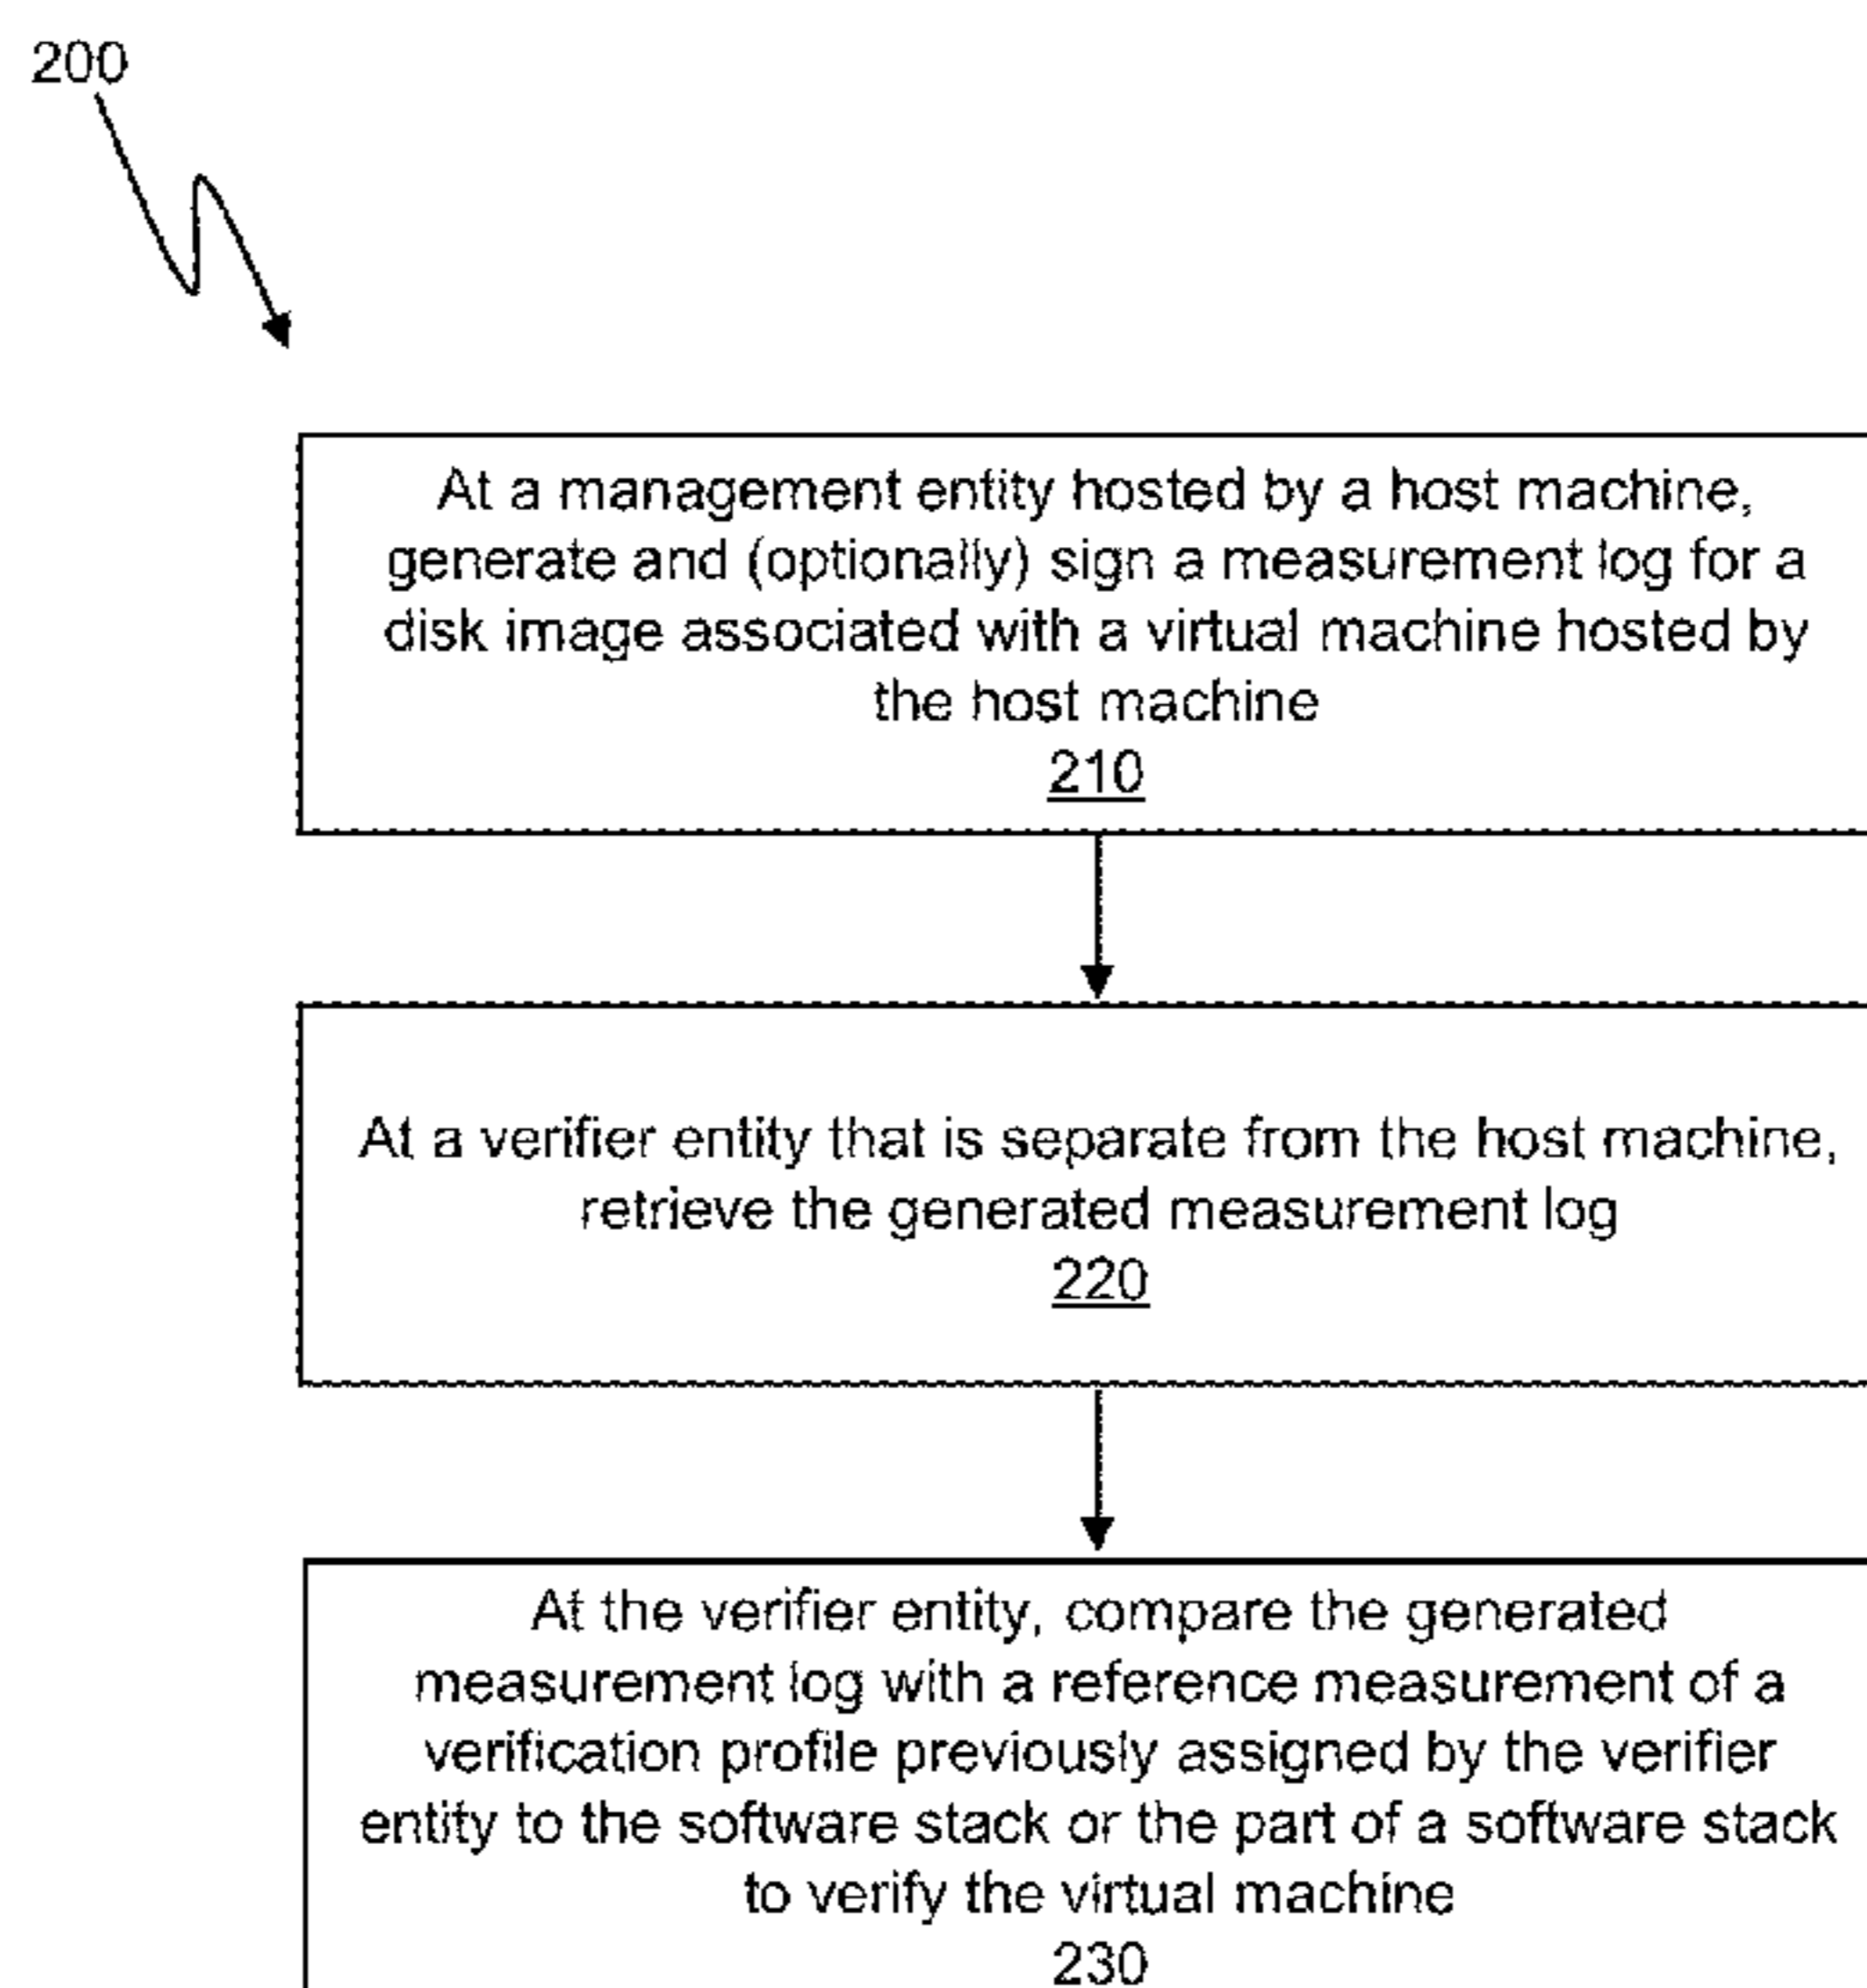 200
At a management entity hosted by a host machine,
generate and (optionally) sign a measurement log for a
disk image associated with a virtual machine hosted by
the host machine
210
At a verifier entity that is separate from the host machine,
retrieve the generated measurement log
220
At the verifier entity, compare the generated
measurement log with a reference measurement of a
verification profile previously assigned by the verifier
entity to the software stack or the part of a software stack
to verify the virtual machine
230